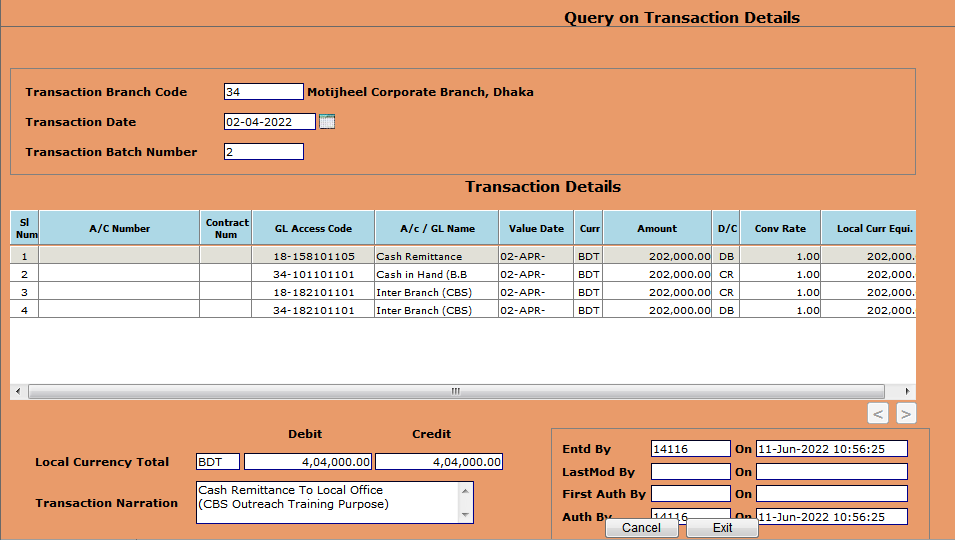 Query on Transaction Details
Transaction Branch Code 34 Motijheel Corporate Branch, Dhaka
Transaction Date 02-04-2022
Transaction Batch Number 2
Transaction Details
Sl Num A/C Number Contract Num GL Access Code A/c / GL Name Value Date Curr Amount D/C Conv Rate Local Curr Equi.
1 18-158101105 Cash Remittance 02-APR- BDT 202,000.00 DB 1.00 202,000.
2 34-101101101 Cash in Hand (B.B 02-APR- BDT 202,000.00 CR 1.00 202,000.
3 18-182101101 Inter Branch (CBS) 02-APR- BDT 202,000.00 CR 1.00 202,000.
4 34-182101101 Inter Branch (CBS) 02-APR- BDT 202,000.00 DB 1.00 202,000.
< >
Debit Credit
Local Currency Total BDT 4,04,000.00 4,04,000.00
Transaction Narration Cash Remittance To Local Office
(CBS Outreach Training Purpose)
Entd By 14116 On 11-Jun-2022 10:56:25
LastMod By On
First Auth By On
Auth By 14116 On 11-Jun-2022 10:56:25
Cancel Exit